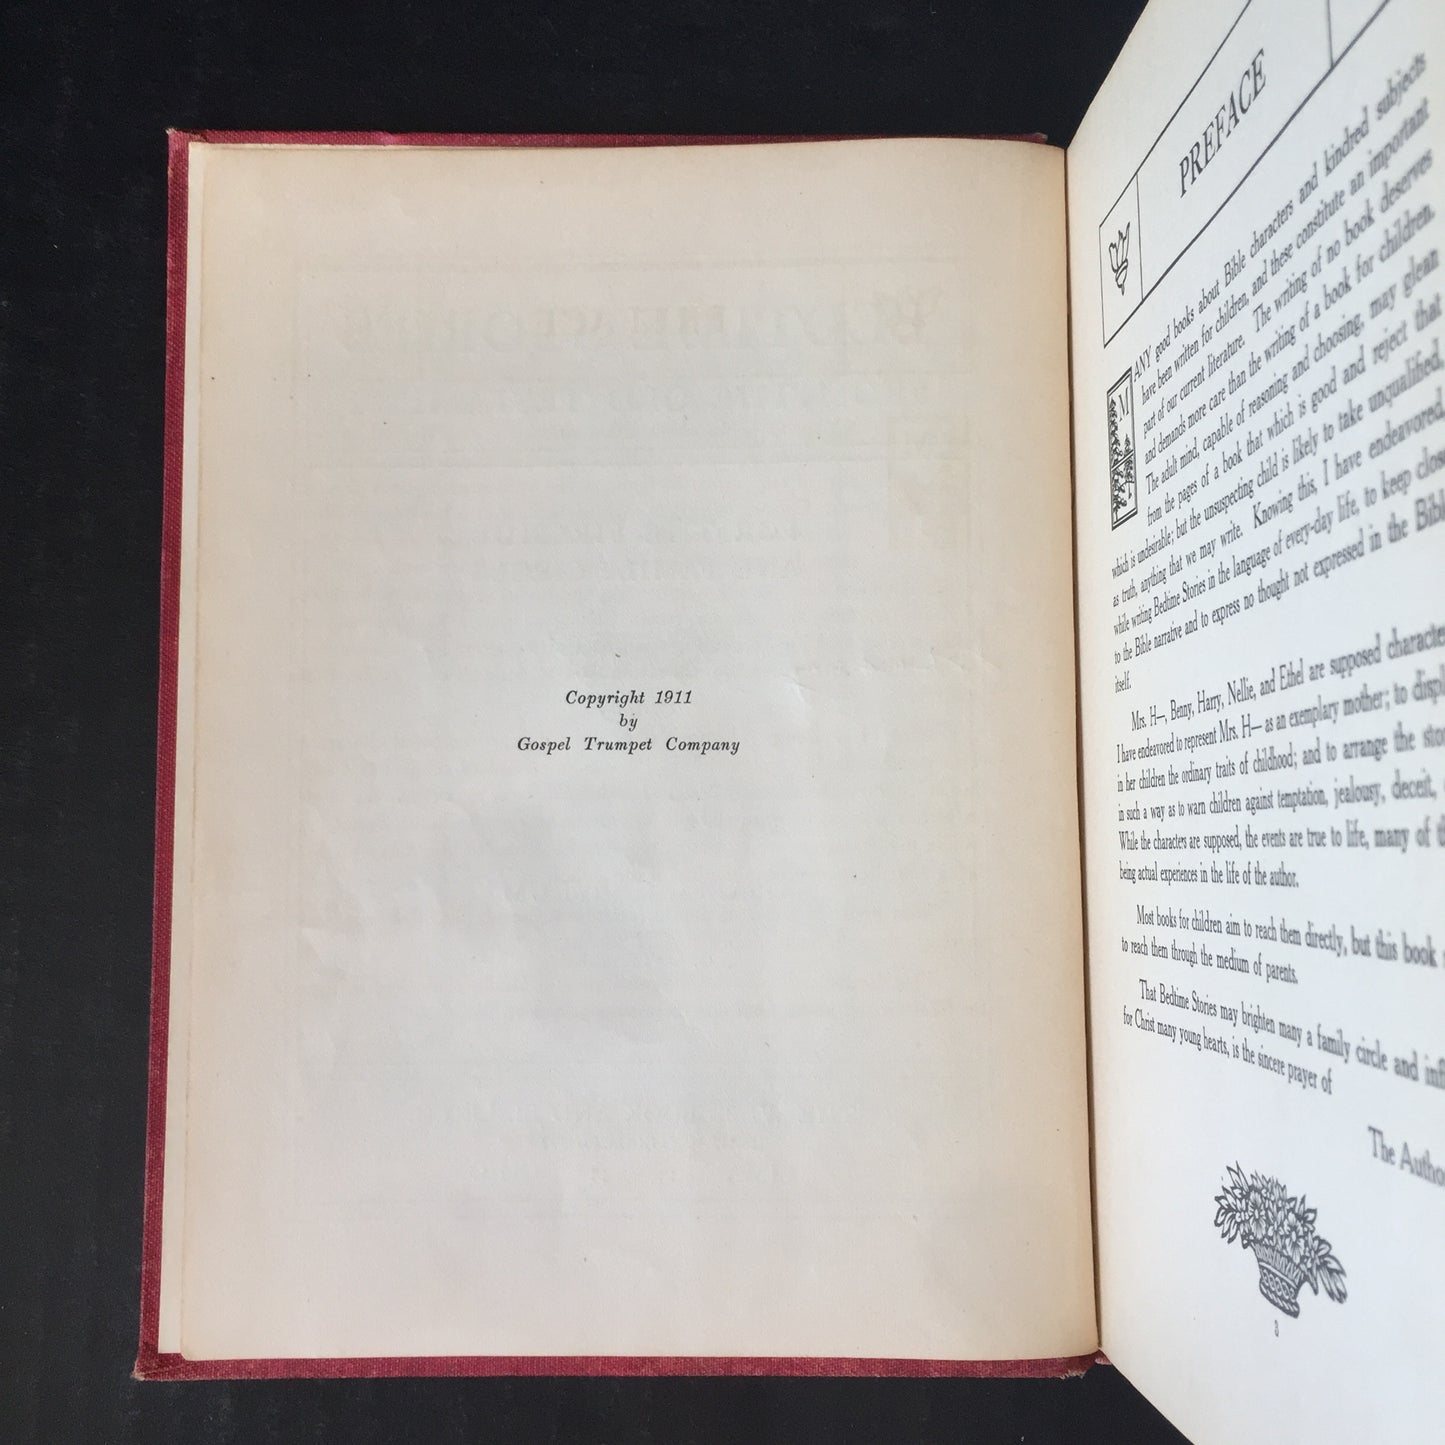 Copyright 1911
by
Gospel Trumpet Company
PREFACE
MANY good books about Bible characters and kindred subjects
have been written for children, and these constitute an important
part of our current literature. The writing of no book deserves
and demands more care than the writing of a book for children.
The adult mind, capable of reasoning and choosing, may glean
from the pages of a book that which is good and reject that
which is undesirable; but the unsuspecting child is likely to take unqualified,
as truth, anything that we may write. Knowing this, I have endeavored,
while writing Bedtime Stories in the language of every-day life, to keep close
to the Bible narrative and to express no thought not expressed in the Bible
itself.
Mrs. H—, Benny, Harry, Nellie, and Ethel are supposed
I have endeavored to represent Mrs. H— as an exemplary mother; to
in her children the ordinary traits of childhood; and to arrange the
in such a way as to warn children against temptation, jealousy, deceit,
While the characters are supposed, the events are true to life, many of
being actual experiences in the life of the author.
Most books for children aim to reach them directly, but this book
to reach them through the medium of parents.
That Bedtime Stories may brighten many a family circle and
for Christ many young hearts, is the sincere prayer of
The
3